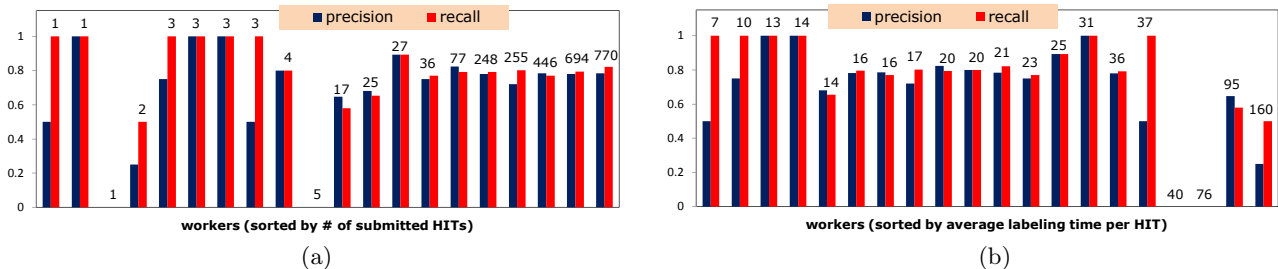 precision recall
1 1 3 3 3 3 4 27 36 77 248 255 446 694 770
17 25
2
1 5
1
0.8
0.6
0.4
0.2
0
workers (sorted by # of submitted HITs)
(a)
precision recall
7 10 13 14 14 16 16 17 20 20 21 23 25 31 36 37 40 76 95 160
1
0.8
0.6
0.4
0.2
0
workers (sorted by average labeling time per HIT)
(b)